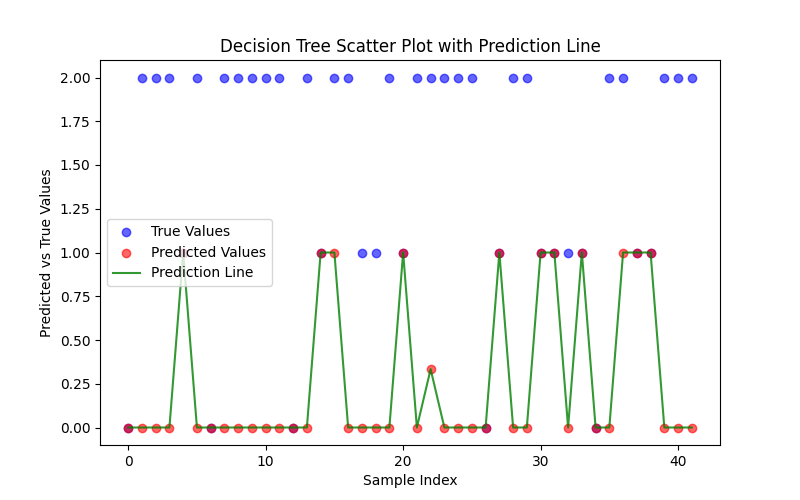 Decision Tree Scatter Plot with Prediction Line
Predicted vs True Values
2.00
1.75
1.50
1.25
1.00
0.75
0.50
0.25
0.00
True Values
Predicted Values
Prediction Line
0 10 20 30 40
Sample Index